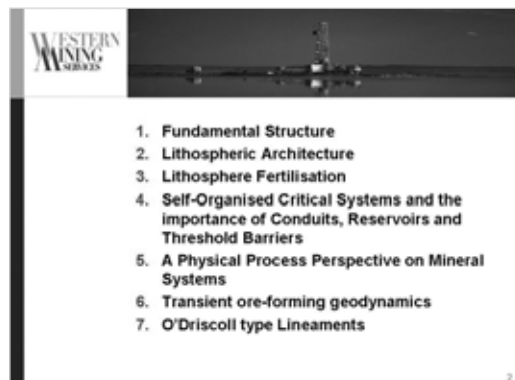 WESTERN
MINING
SERVICES
1. Fundamental Structure
2. Lithospheric Architecture
3. Lithosphere Fertilisation
4. Self-Organised Critical Systems and the
importance of Conduits, Reservoirs and
Threshold Barriers
5. A Physical Process Perspective on Mineral
Systems
6. Transient ore-forming geodynamics
7. O'Driscoll type Lineaments
2